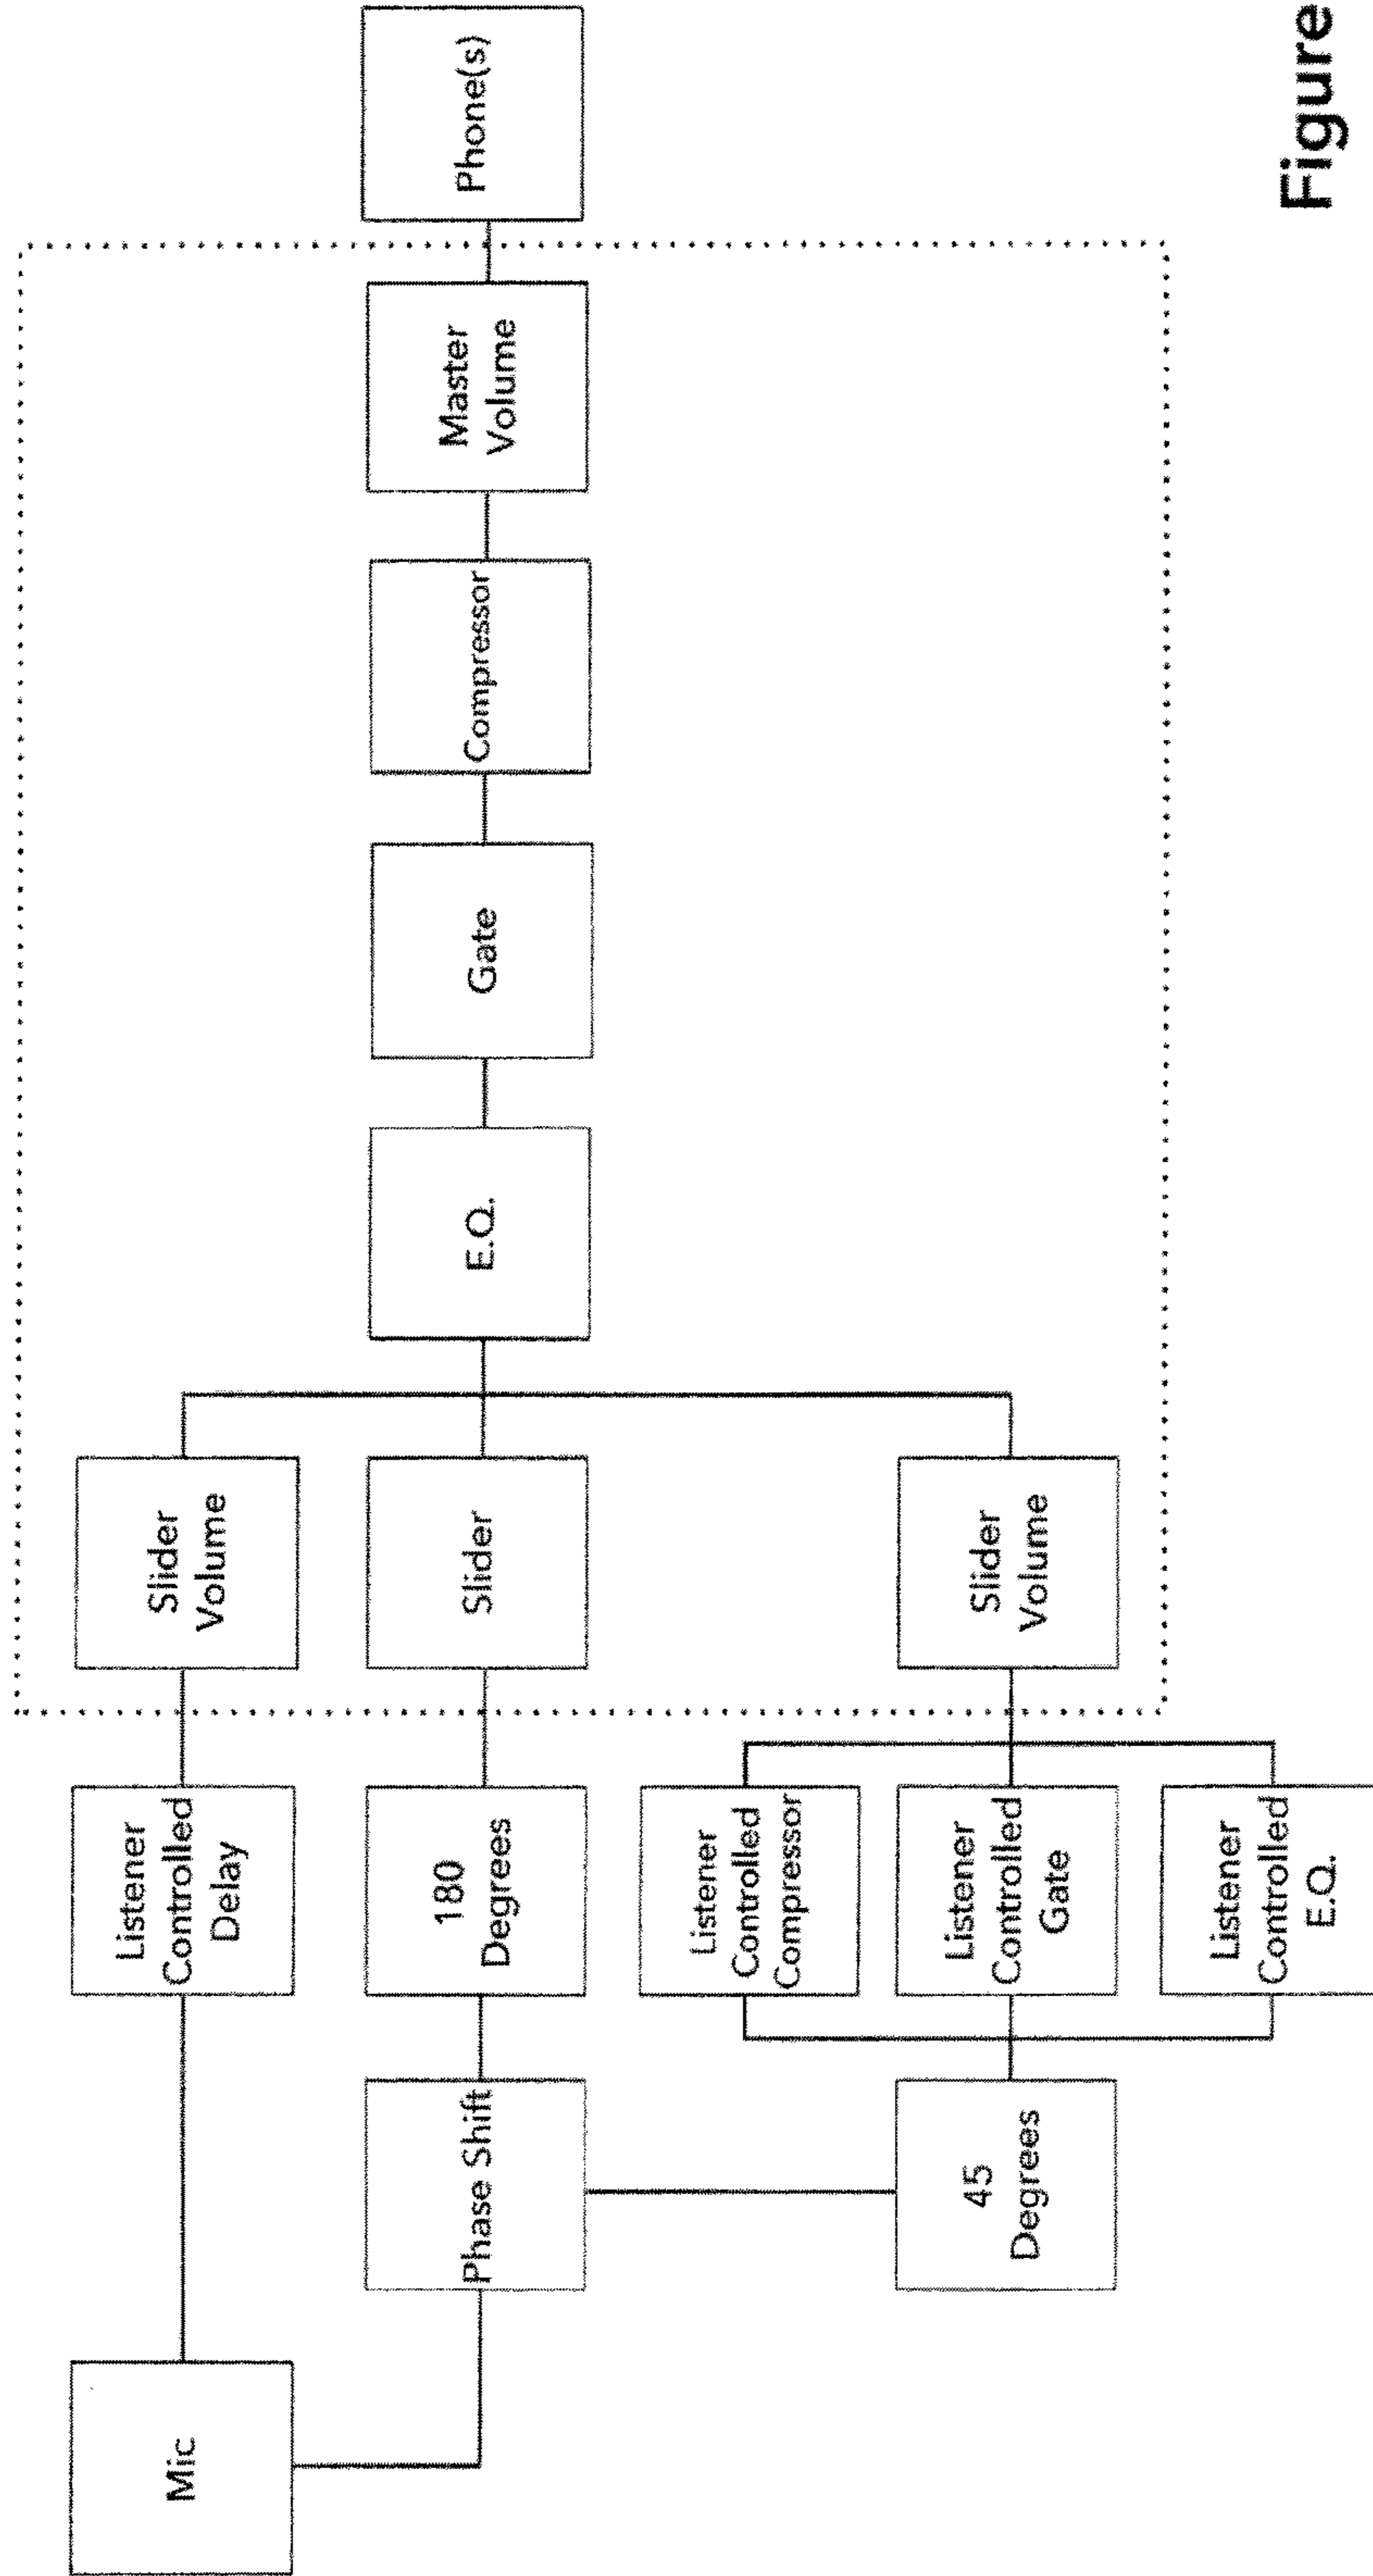 Mic
Listener
Controlled
Delay
Slider
Volume
Phase Shift
180
Degrees
Slider
E.Q.
Gate
Compressor
Master
Volume
Phone(s)
45
Degrees
Listener
Controlled
Compressor
Listener
Controlled
Gate
Listener
Controlled
E.Q.
Slider
Volume
Figure